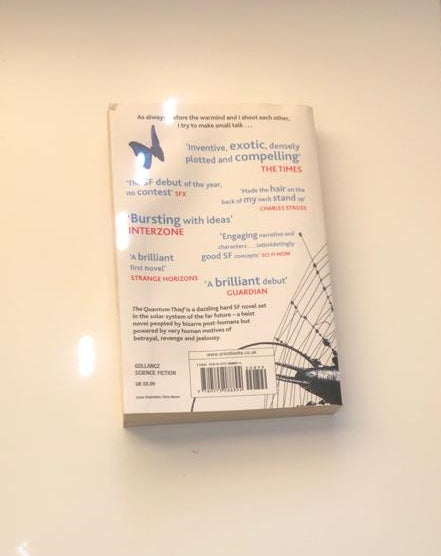 As always, before the warmind and I shoot each other,
I try to make small talk . . .
'Inventive, exotic, densely
plotted and compelling'
THE TIMES
'The SF debut of the year,
no contest' SFX
'Made the hair on the
back of my neck stand up'
CHARLES STROSS
'Bursting with ideas'
INTERZONE
'Engaging narrative and
characters . . . intimidatingly
good SF concepts' SCI FI NOW
'A brilliant
first novel'
STRANGE HORIZONS
'A brilliant debut'
GUARDIAN
The Quantum Thief is a dazzling hard SF novel set
in the solar system of the far future – a heist
novel peopled by bizarre post-humans but
powered by very human motives of
betrayal, revenge and jealousy.
www.orionbooks.co.uk
GOLLANCZ
SCIENCE FICTION
UK £8.99
Cover Illustration: Chris Moore